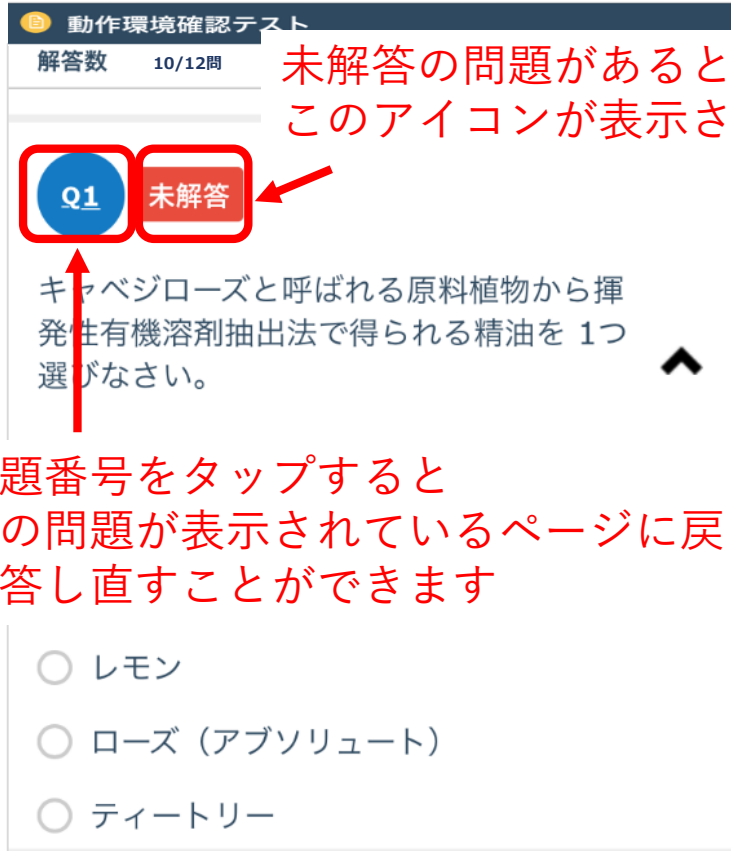 動作環境確認テスト
解答数 10/12問
未解答の問題があると
このアイコンが表示さ
Q1 未解答
キャベジローズと呼ばれる原料植物から揮
発性有機溶剤抽出法で得られる精油を 1つ
選びなさい。
題番号をタップすると
の問題が表示されているページに戻
答し直すことができます
レモン
ローズ（アブソリュート）
ティートリー